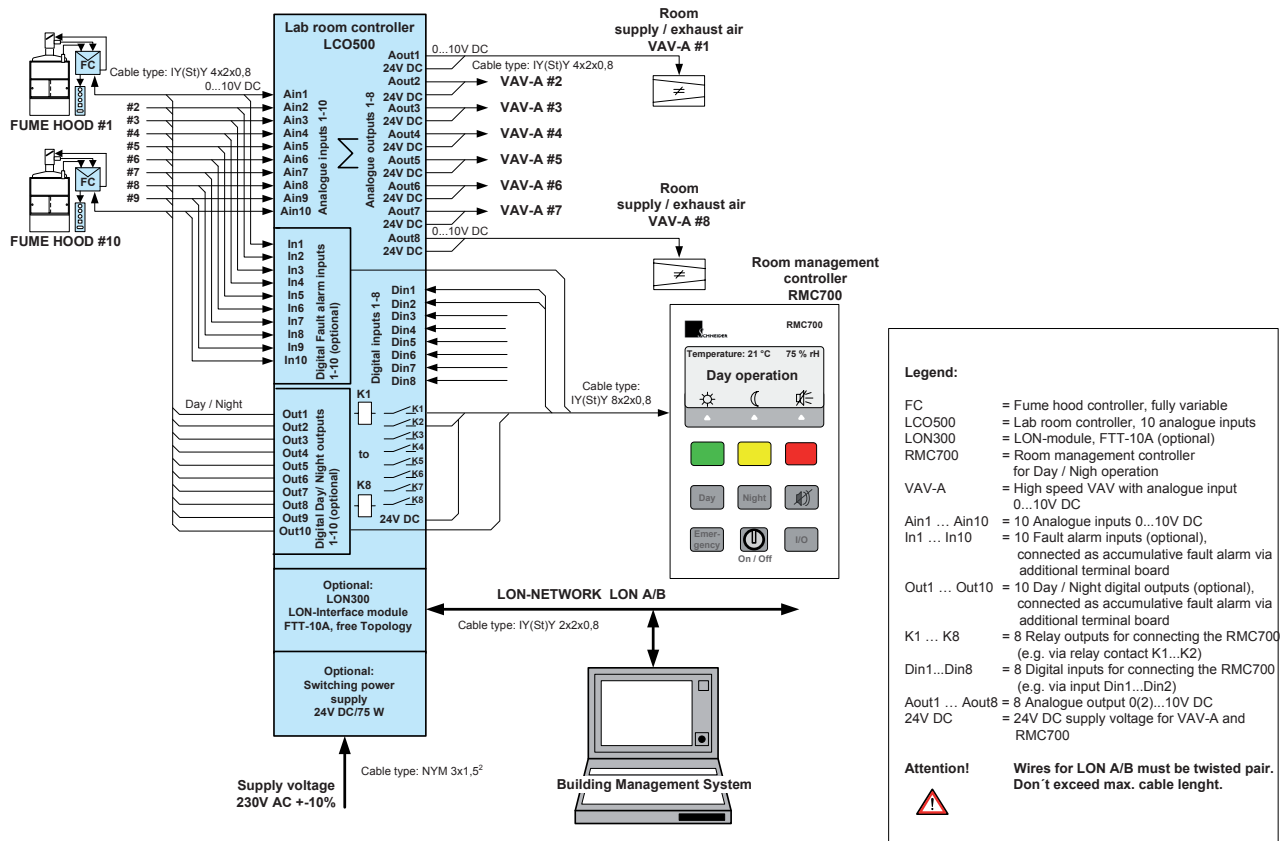 Lab room controller
LCO500
FC
Cable type: IY(St)Y 4x2x0,8
0...10V DC
FUME HOOD #1
#2
#3
#4
#5
#6
#7
#8
#9
FC
FUME HOOD #10
Ain1
Ain2
Ain3
Ain4
Ain5
Ain6
Ain7
Ain8
Ain9
Ain10
Analogue inputs 1-10
∑
Analogue outputs 1-8
Aout1
24V DC
Aout2
24V DC
Aout3
24V DC
Aout4
24V DC
Aout5
24V DC
Aout6
24V DC
Aout7
24V DC
Aout8
24V DC
0...10V DC
Cable type: IY(St)Y 4x2x0,8
Room
supply / exhaust air
VAV-A #1
≠
VAV-A #2
VAV-A #3
VAV-A #4
VAV-A #5
VAV-A #6
VAV-A #7
0...10V DC
Room
supply / exhaust air
VAV-A #8
≠
In1
In2
In3
In4
In5
In6
In7
In8
In9
In10
Digital Fault alarm inputs
1-10 (optional)
Digital inputs 1-8
Din1
Din2
Din3
Din4
Din5
Din6
Din7
Din8
Day / Night
Out1
Out2
Out3
Out4
Out5
Out6
Out7
Out8
Out9
Out10
Digital Day/ Night outputs
1-10 (optional)
K1
to
K8
K1
K2
K3
K4
K5
K6
K7
K8
24V DC
Cable type:
IY(St)Y 8x2x0,8
Room management
controller
RMC700
SCHNEIDER
RMC700
Temperature: 21 °C 75 % rH
Day operation
Day
Night
Emer-
gency
I/O
On / Off
Optional:
LON300
LON-Interface module
FTT-10A, free Topology
LON-NETWORK LON A/B
Cable type: IY(St)Y 2x2x0,8
Optional:
Switching power
supply
24V DC/75 W
Cable type: NYM 3x1,5²
Supply voltage
230V AC +-10%
Building Management System
Legend:
FC = Fume hood controller, fully variable
LCO500 = Lab room controller, 10 analogue inputs
LON300 = LON-module, FTT-10A (optional)
RMC700 = Room management controller
for Day / Nigh operation
VAV-A = High speed VAV with analogue input
0...10V DC
Ain1 … Ain10 = 10 Analogue inputs 0...10V DC
In1 … In10 = 10 Fault alarm inputs (optional),
connected as accumulative fault alarm via
additional terminal board
Out1 … Out10 = 10 Day / Night digital outputs (optional),
connected as accumulative fault alarm via
additional terminal board
K1 … K8 = 8 Relay outputs for connecting the RMC700
(e.g. via relay contact K1...K2)
Din1...Din8 = 8 Digital inputs for connecting the RMC700
(e.g. via input Din1...Din2)
Aout1 … Aout8 = 8 Analogue output 0(2)...10V DC
24V DC = 24V DC supply voltage for VAV-A and
RMC700
Attention! Wires for LON A/B must be twisted pair.
Don´t exceed max. cable lenght.